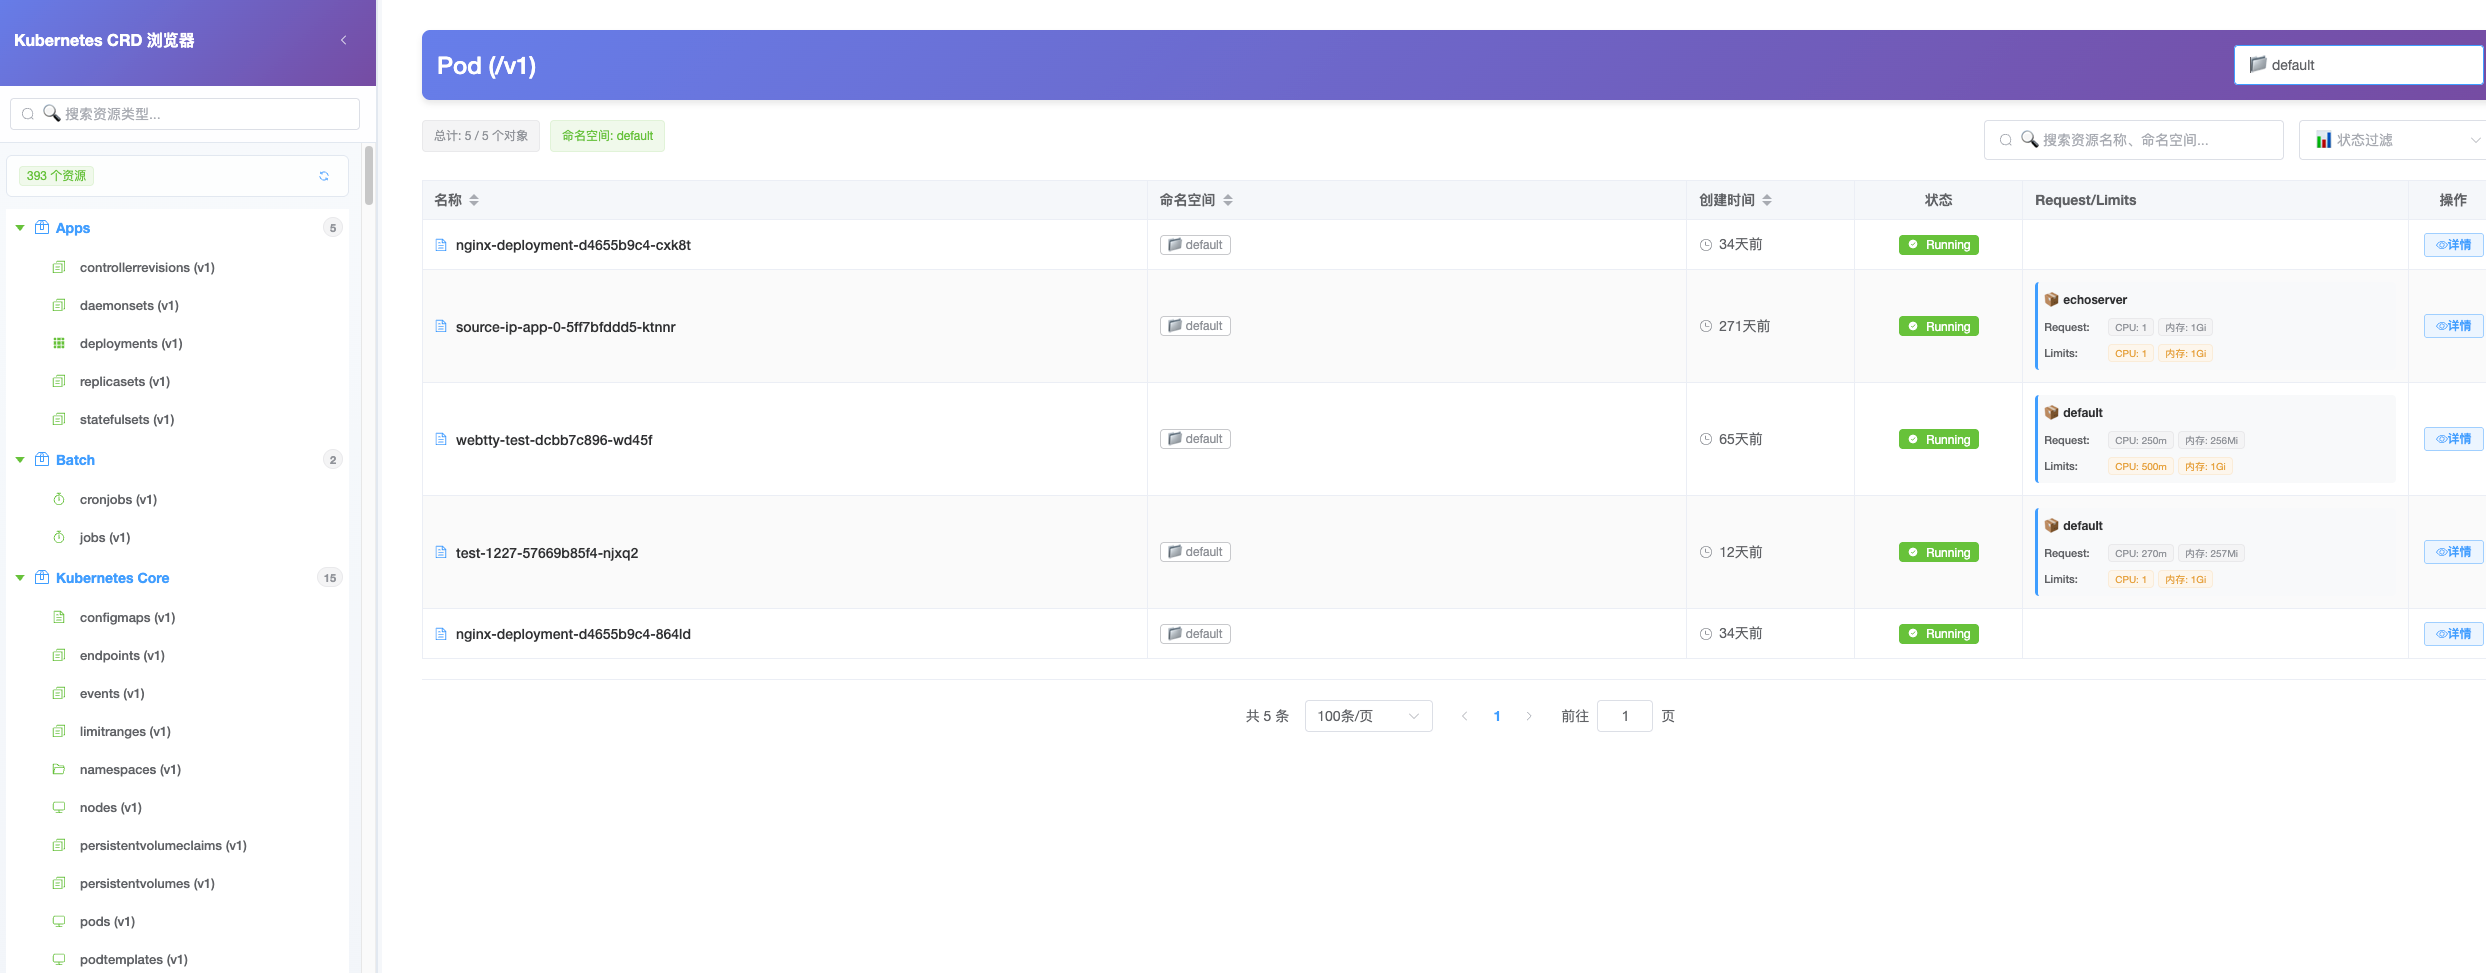 Kubernetes CRD 浏览器
搜索资源类型...
393 个资源
Apps 5
controllerrevisions (v1)
daemonsets (v1)
deployments (v1)
replicasets (v1)
statefulsets (v1)
Batch 2
cronjobs (v1)
jobs (v1)
Kubernetes Core 15
configmaps (v1)
endpoints (v1)
events (v1)
limitranges (v1)
namespaces (v1)
nodes (v1)
persistentvolumeclaims (v1)
persistentvolumes (v1)
pods (v1)
podtemplates (v1)
Pod (/v1)
default
总计: 5 / 5 个对象 命名空间: default
搜索资源名称、命名空间... 状态过滤
名称 命名空间 创建时间 状态 Request/Limits 操作
nginx-deployment-d4655b9c4-cxk8t default 34天前 Running 详情
source-ip-app-0-5ff7bfddd5-ktnnr default 271天前 Running
echoserver
Request: CPU: 1 内存: 1Gi
Limits: CPU: 1 内存: 1Gi
详情
webtty-test-dcbb7c896-wd45f default 65天前 Running
default
Request: CPU: 250m 内存: 256Mi
Limits: CPU: 500m 内存: 1Gi
详情
test-1227-57669b85f4-njxq2 default 12天前 Running
default
Request: CPU: 270m 内存: 257Mi
Limits: CPU: 1 内存: 1Gi
详情
nginx-deployment-d4655b9c4-864ld default 34天前 Running 详情
共 5 条 100条/页 1 前往 1 页